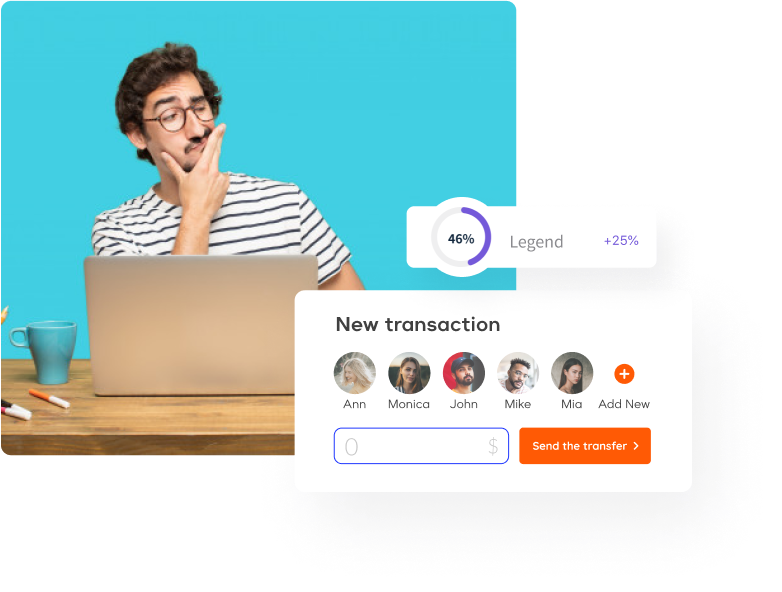 46%
Legend
+25%
New transaction
Ann
Monica
John
Mike
Mia
Add New
0
$
Send the transfer >